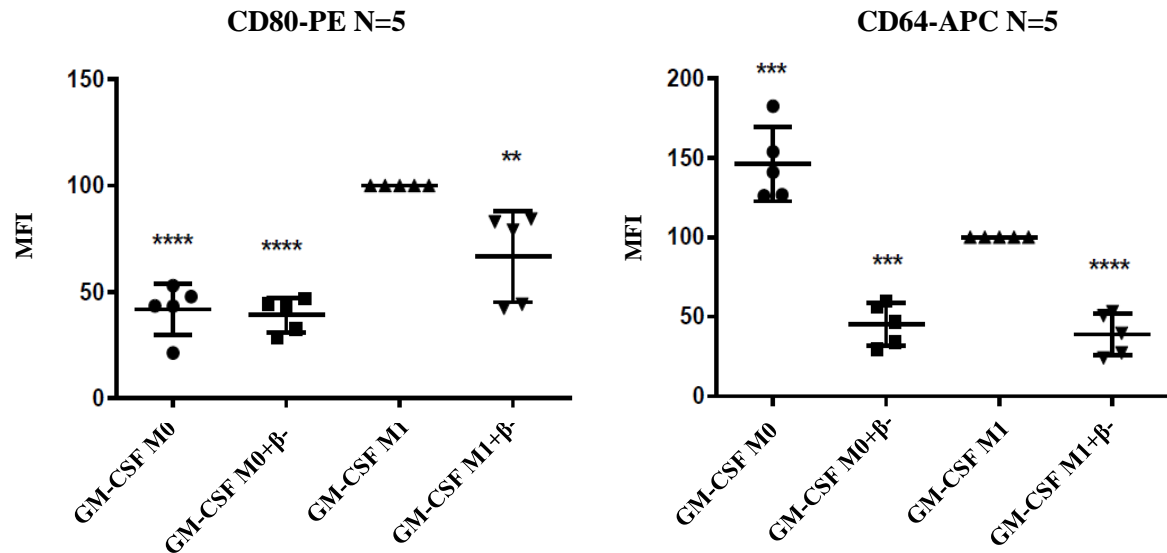 CD80-PE N=5
MFI
150
100
50
0
****
****
**
GM-CSF M0
GM-CSF M0+β-
GM-CSF M1
GM-CSF M1+β-
CD64-APC N=5
MFI
200
150
100
50
0
***
***
****
GM-CSF M0
GM-CSF M0+β-
GM-CSF M1
GM-CSF M1+β-